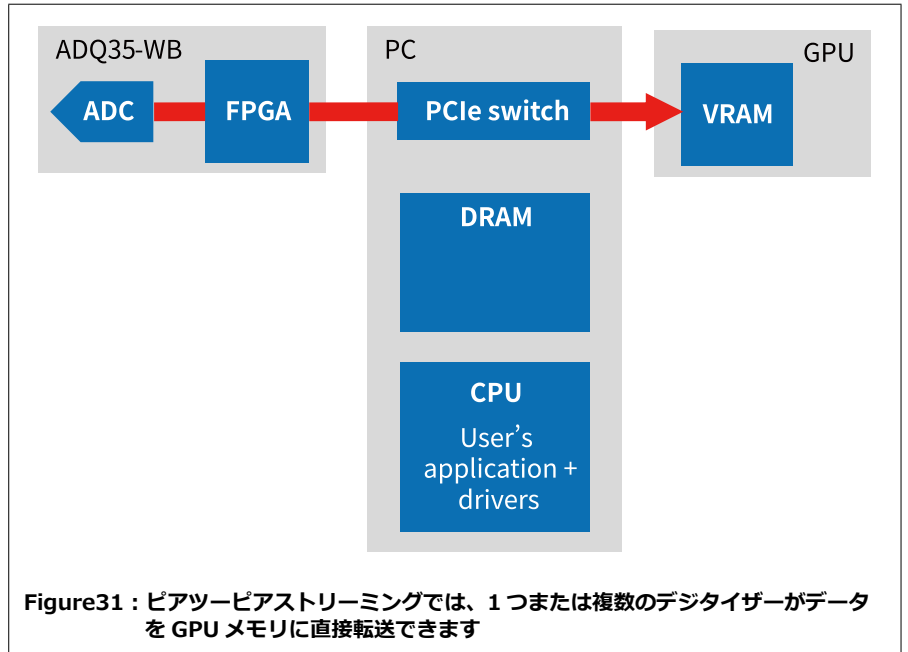 ADQ35-WB
PC
GPU
ADC
FPGA
PCIe switch
VRAM
DRAM
CPU
User's
application +
drivers
Figure31：ピアツーピアストリーミングでは、1 つまたは複数のデジタイザーがデータ
を GPU メモリに直接転送できます